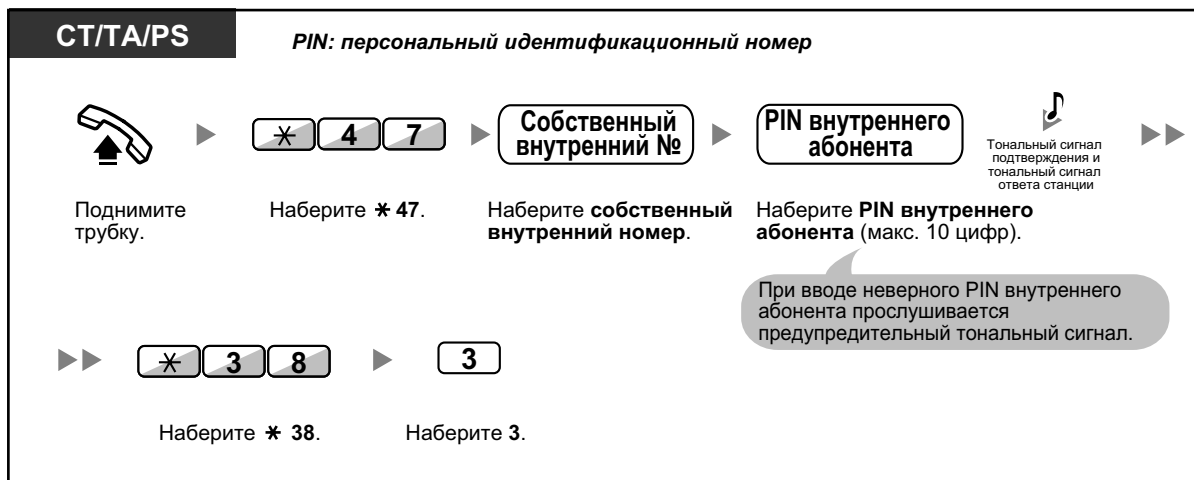 CT/TA/PS
PIN: персональный идентификационный номер
* 4 7
Собственный
внутренний №
PIN внутреннего
абонента
Тональный сигнал
подтверждения и
тональный сигнал
ответа станции
Поднимите
трубку.
Наберите * 47.
Наберите собственный
внутренний номер.
Наберите PIN внутреннего
абонента (макс. 10 цифр).
При вводе неверного PIN внутреннего
абонента прослушивается
предупредительный тональный сигнал.
* 3 8
3
Наберите * 38.
Наберите 3.